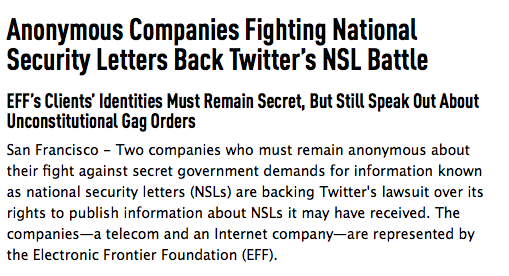 Anonymous Companies Fighting National
Security Letters Back Twitter’s NSL Battle
EFF’s Clients’ Identities Must Remain Secret, But Still Speak Out About
Unconstitutional Gag Orders
San Francisco – Two companies who must remain anonymous about
their fight against secret government demands for information known
as national security letters (NSLs) are backing Twitter's lawsuit over its
rights to publish information about NSLs it may have received. The
companies—a telecom and an Internet company—are represented by
the Electronic Frontier Foundation (EFF).